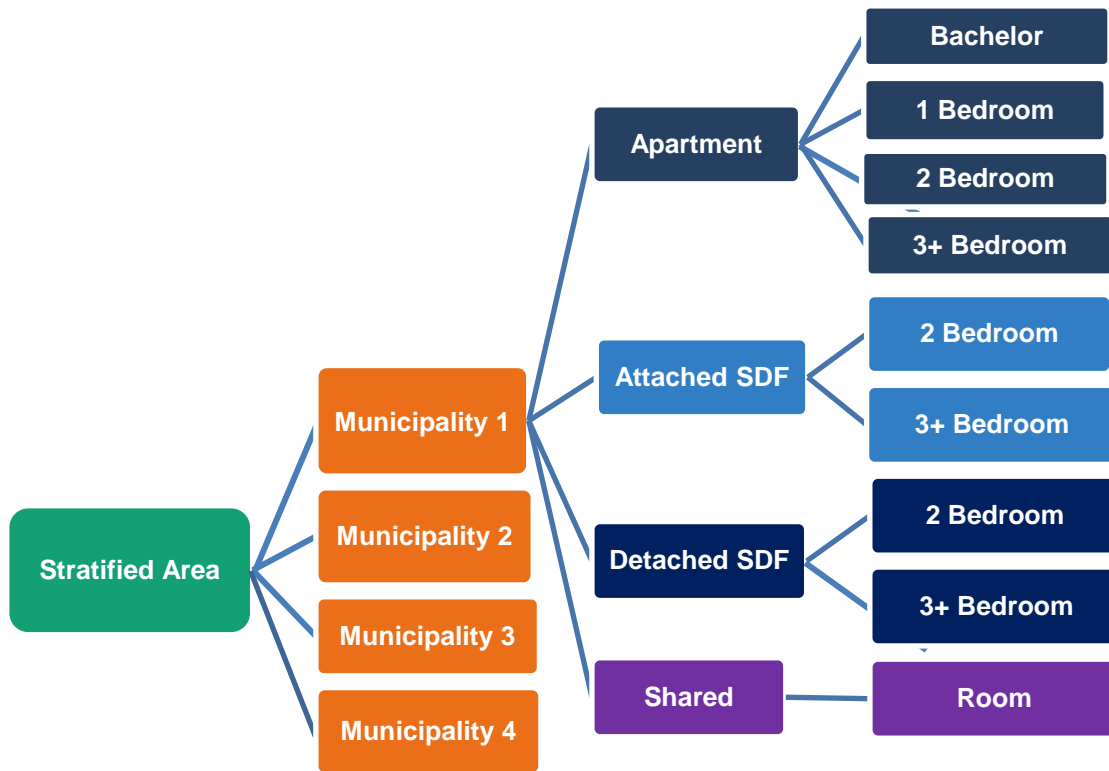 Stratified Area
Municipality 1
Municipality 2
Municipality 3
Municipality 4
Apartment
Attached SDF
Detached SDF
Shared
Bachelor
1 Bedroom
2 Bedroom
3+ Bedroom
2 Bedroom
3+ Bedroom
2 Bedroom
3+ Bedroom
Room